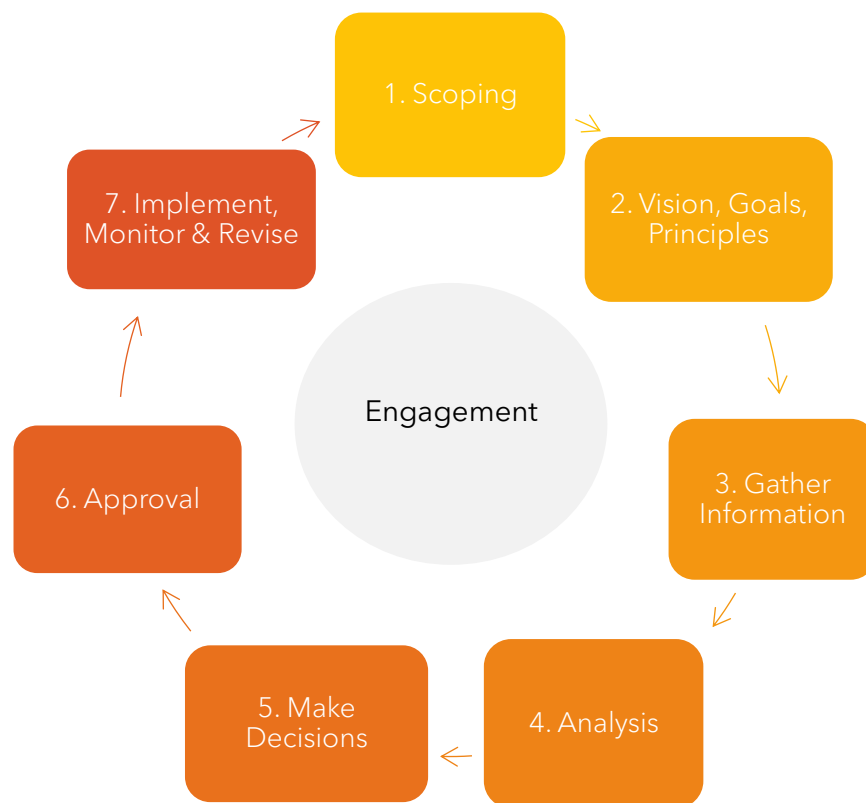 1. Scoping
2. Vision, Goals,
Principles
3. Gather
Information
4. Analysis
5. Make
Decisions
6. Approval
7. Implement,
Monitor & Revise
Engagement